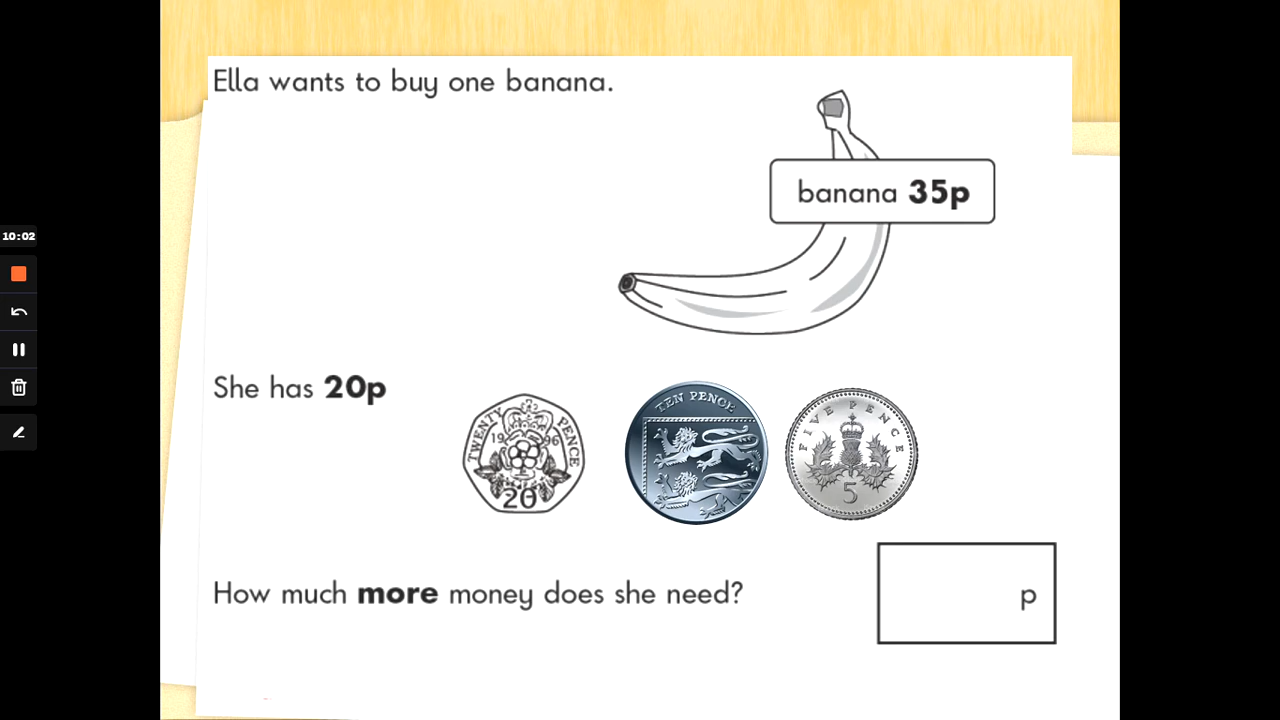 Ella wants to buy one banana.
banana 35p
10:02
She has 20p
TWENTY PENCE
1996
20
TEN PENCE
FIVE PENCE
5
How much more money does she need?
p